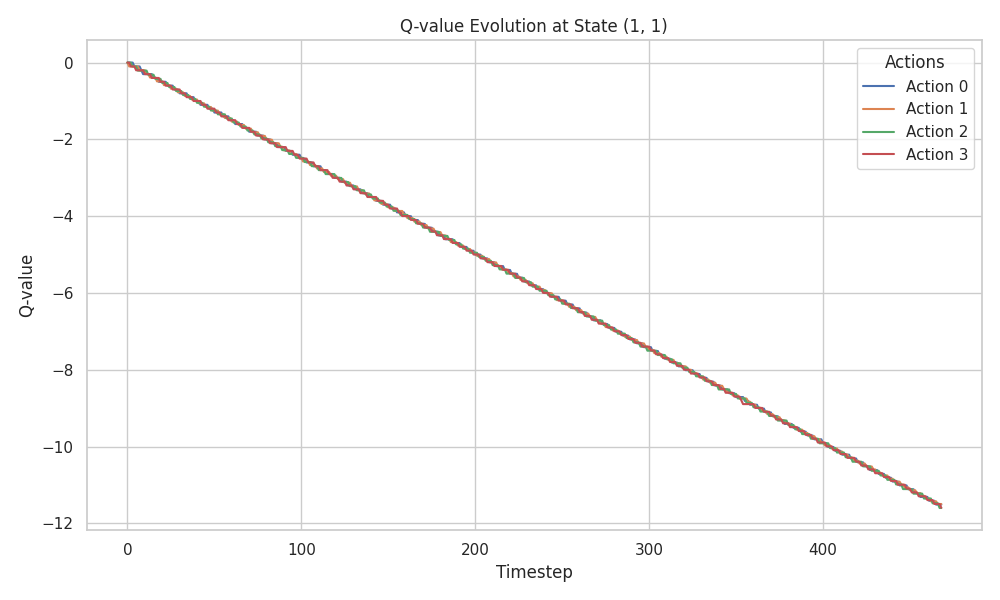 Q-value Evolution at State (1, 1)
Actions
Action 0
Action 1
Action 2
Action 3
Q-value
0
−2
−4
−6
−8
−10
−12
0 100 200 300 400
Timestep